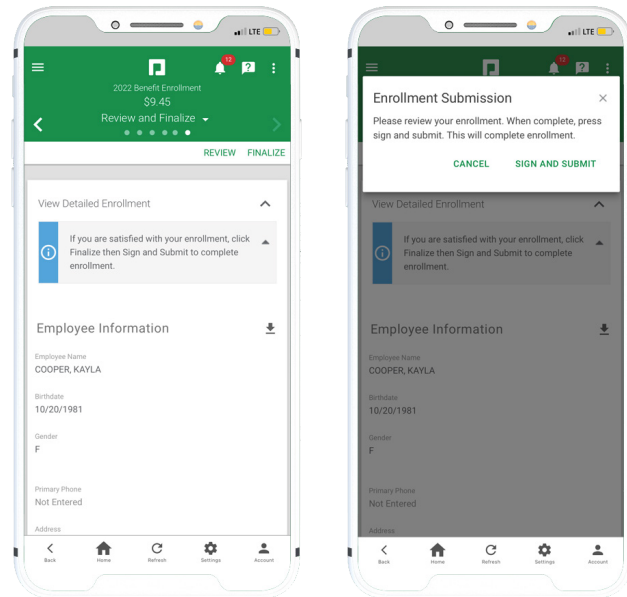 LTE
12
?
2022 Benefit Enrollment
$9.45
Review and Finalize
REVIEW FINALIZE
View Detailed Enrollment
If you are satisfied with your enrollment, click
Finalize then Sign and Submit to complete
enrollment.
Employee Information
Employee Name
COOPER, KAYLA
Birthdate
10/20/1981
Gender
F
Primary Phone
Not Entered
Address
Back Home Refresh Settings Account
LTE
12
?
Enrollment Submission
Please review your enrollment. When complete, press
sign and submit. This will complete enrollment.
CANCEL SIGN AND SUBMIT
View Detailed Enrollment
If you are satisfied with your enrollment, click
Finalize then Sign and Submit to complete
enrollment.
Employee Information
Employee Name
COOPER, KAYLA
Birthdate
10/20/1981
Gender
F
Primary Phone
Not Entered
Address
Back Home Refresh Settings Account